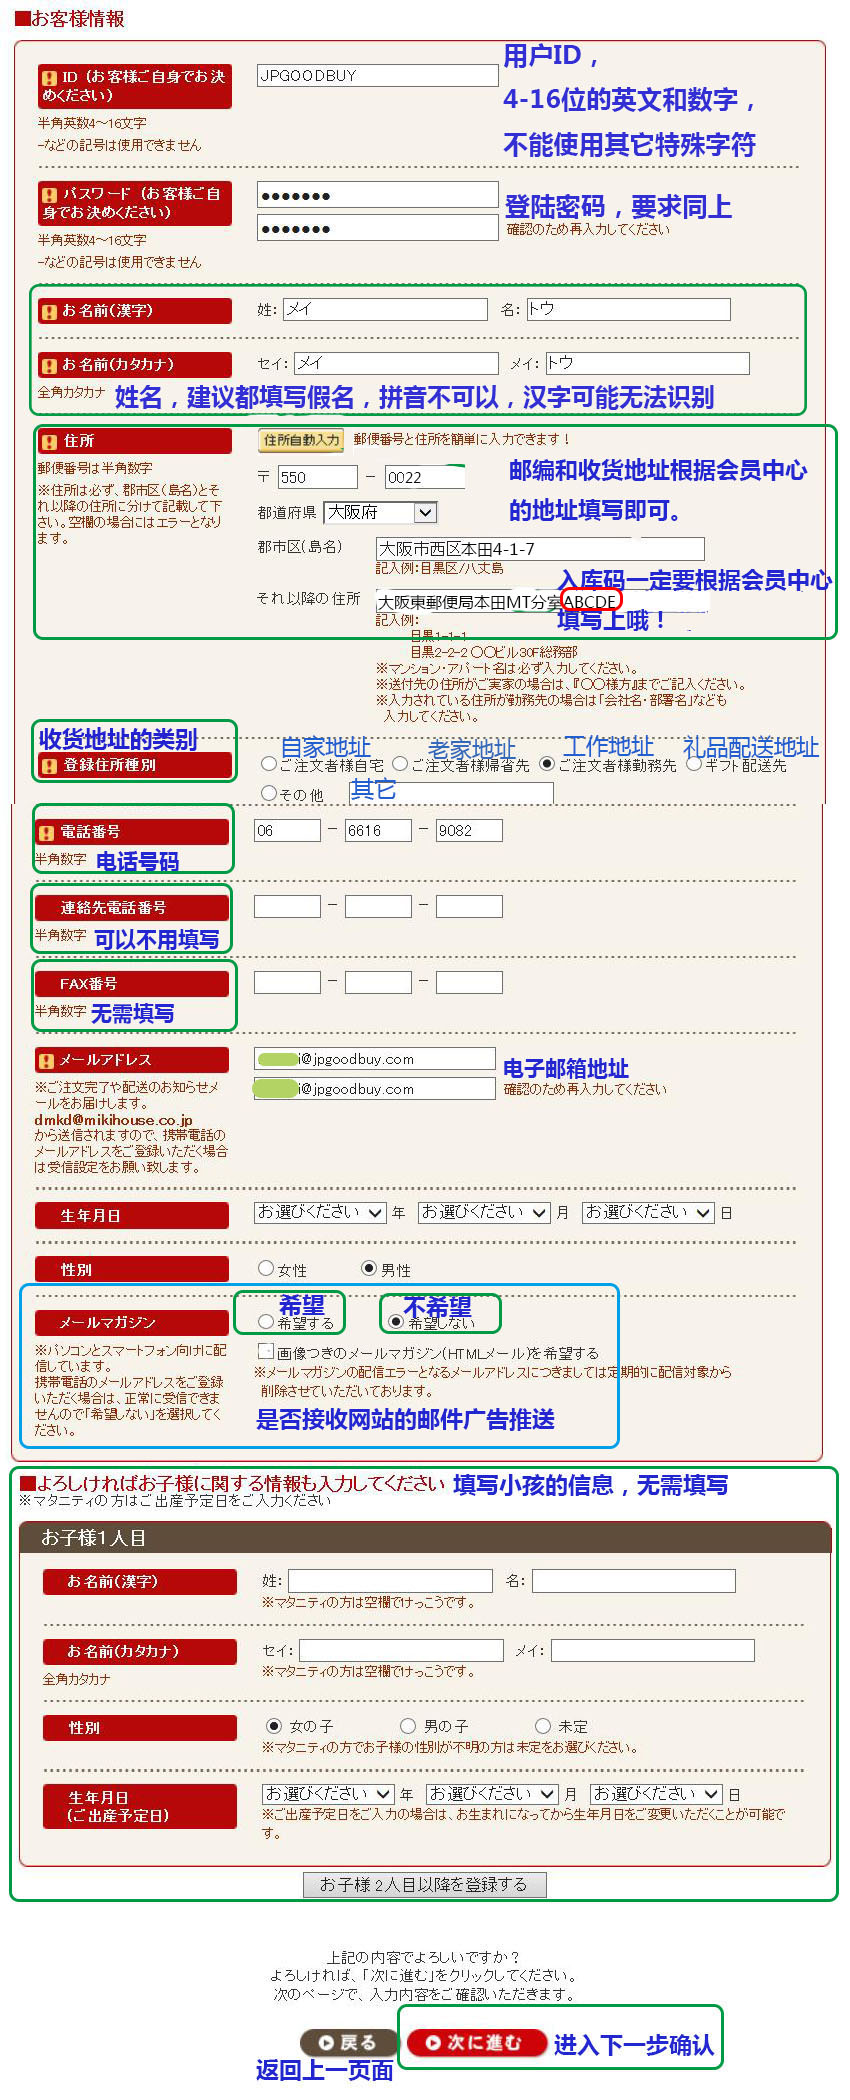 ■お客様情報
ID（お客様ご自身でお決めください）
半角英数4～16文字
-などの記号は使用できません
JPGOODBUY
用户ID，
4-16位的英文和数字，
不能使用其它特殊字符
パスワード（お客様ご自身でお決めください）
半角英数4～16文字
-などの記号は使用できません
●●●●●●●
●●●●●●●
登陆密码，要求同上
確認のため再入力してください
お名前(漢字)
姓： メイ 名： トウ
お名前(カタカナ)
セイ： メイ メイ： トウ
全角カタカナ
姓名，建议都填写假名，拼音不可以，汉字可能无法识别
住所
住所自動入力 郵便番号と住所を簡単に入力できます！
郵便番号は半角数字
※住所は必ず、郡市区(島名)とそ
れ以降の住所に分けて記載して下
さい。空欄の場合にはエラーとなり
ます。
〒 550 － 0022
邮编和收货地址根据会员中心
的地址填写即可。
都道府県 大阪府
郡市区(島名) 大阪市西区本田4-1-7
記入例：目黒区/八丈島
入库码一定要根据会员中心
填写上哦！
それ以降の住所 大阪東郵便局本田MT分室ABCDE
記入例：
目黒1-1-1
目黒2-2-2 〇〇ビル30F総務部
※マンション・アパート名は必ず入力してください。
※送付先の住所がご実家の場合は、『〇〇様方』までご記入ください。
※入力されている住所が勤務先の場合は「会社名・部署名」なども
入力してください。
收货地址的类别
登録住所種別
自家地址 老家地址 工作地址 礼品配送地址
ご注文者様自宅 ご注文者様帰省先 ご注文者様勤務先 ギフト配送先
その他 其它
電話番号
06 － 6616 － 9082
半角数字 电话号码
連絡先電話番号
－ －
半角数字 可以不用填写
FAX番号
－ －
半角数字 无需填写
メールアドレス
i@jpgoodbuy.com
i@jpgoodbuy.com
电子邮箱地址
確認のため再入力してください
※ご注文完了や配送のお知らせメ
ールをお届けします。
dmkd@mikihouse.co.jp
から送信されますので、携帯電話の
メールアドレスをご登録いただく場合
は受信設定をお願い致します。
生年月日
お選びください 年 お選びください 月 お選びください 日
性別
女性 男性
メールマガジン
希望 不希望
希望する 希望しない
※パソコンとスマートフォン向けに配
信しています。
携帯電話のメールアドレスをご登録
いただく場合は、正常に受信できま
せんので「希望しない」を選択してく
ださい。
画像つきのメールマガジン(HTMLメール)を希望する
※メールマガジンの配信エラーとなるメールアドレスにつきましては定期的に配信対象から
削除させていただいております。
是否接收网站的邮件广告推送
■よろしければお子様に関する情報も入力してください 填写小孩的信息，无需填写
※マタニティの方はご出産予定日をご入力ください
お子様1人目
お名前(漢字)
姓： 名：
※マタニティの方は空欄でけっこうです。
お名前(カタカナ)
セイ： メイ：
※マタニティの方は空欄でけっこうです。
全角カタカナ
性別
女の子 男の子 未定
※マタニティの方でお子様の性別が不明の方は未定をお選びください。
生年月日
(ご出産予定日)
お選びください 年 お選びください 月 お選びください 日
※ご出産予定日をご入力の場合は、お生まれになってから生年月日をご変更いただくことが可能で
す。
お子様2人目以降を登録する
上記の内容でよろしいですか？
よろしければ、「次に進む」をクリックしてください。
次のページで、入力内容をご確認いただきます。
戻る 次に進む 进入下一步确认
返回上一页面